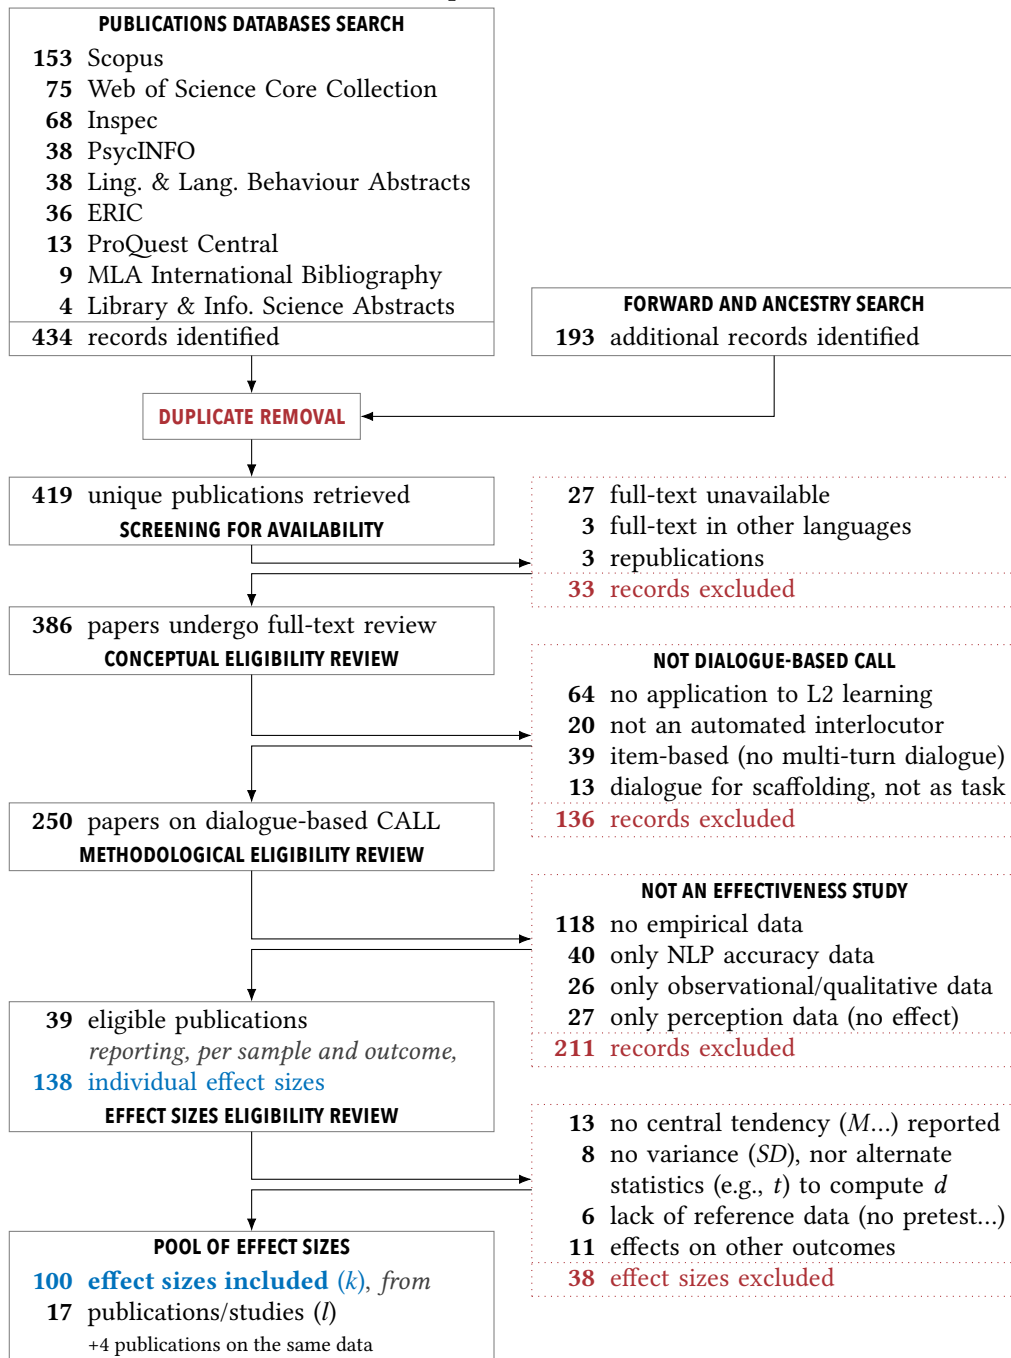 PUBLICATIONS DATABASES SEARCH
153 Scopus
75 Web of Science Core Collection
68 Inspec
38 PsycINFO
38 Ling. & Lang. Behaviour Abstracts
36 ERIC
13 ProQuest Central
9 MLA International Bibliography
4 Library & Info. Science Abstracts
434 records identified
FORWARD AND ANCESTRY SEARCH
193 additional records identified
DUPLICATE REMOVAL
419 unique publications retrieved
SCREENING FOR AVAILABILITY
27 full-text unavailable
3 full-text in other languages
3 republications
33 records excluded
386 papers undergo full-text review
CONCEPTUAL ELIGIBILITY REVIEW
NOT DIALOGUE-BASED CALL
64 no application to L2 learning
20 not an automated interlocutor
39 item-based (no multi-turn dialogue)
13 dialogue for scaffolding, not as task
136 records excluded
250 papers on dialogue-based CALL
METHODOLOGICAL ELIGIBILITY REVIEW
NOT AN EFFECTIVENESS STUDY
118 no empirical data
40 only NLP accuracy data
26 only observational/qualitative data
27 only perception data (no effect)
211 records excluded
39 eligible publications
reporting, per sample and outcome,
138 individual effect sizes
EFFECT SIZES ELIGIBILITY REVIEW
13 no central tendency (M...) reported
8 no variance (SD), nor alternate
statistics (e.g., t) to compute d
6 lack of reference data (no pretest...)
11 effects on other outcomes
38 effect sizes excluded
POOL OF EFFECT SIZES
100 effect sizes included (k), from
17 publications/studies (l)
+4 publications on the same data